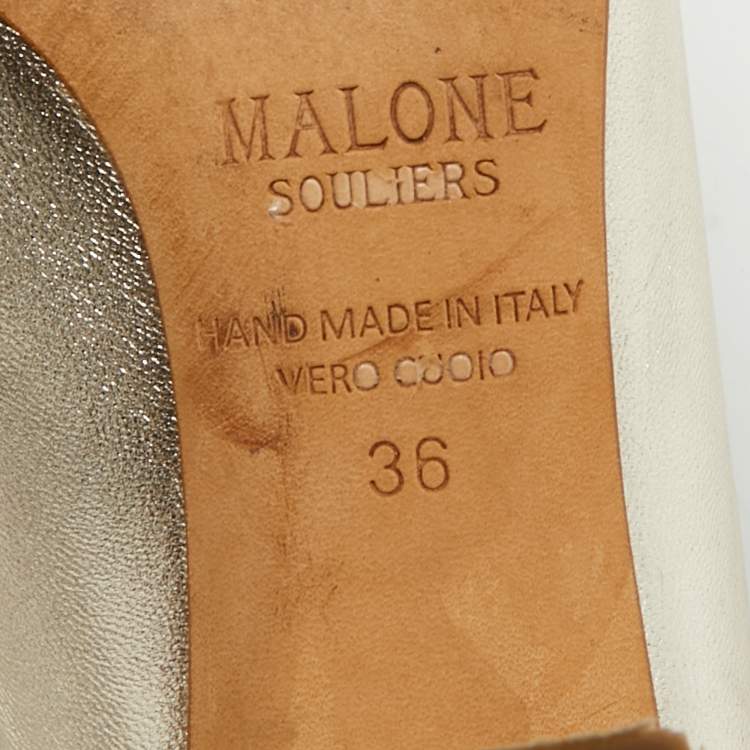 MALONE
SOULIERS
HAND MADE IN ITALY
VERO CUOIO
36